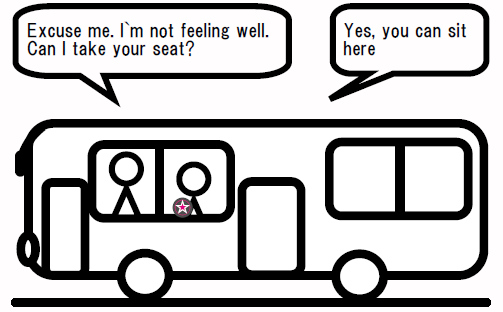 Excuse me. I`m not feeling well.
Can I take your seat?
Yes, you can sit
here